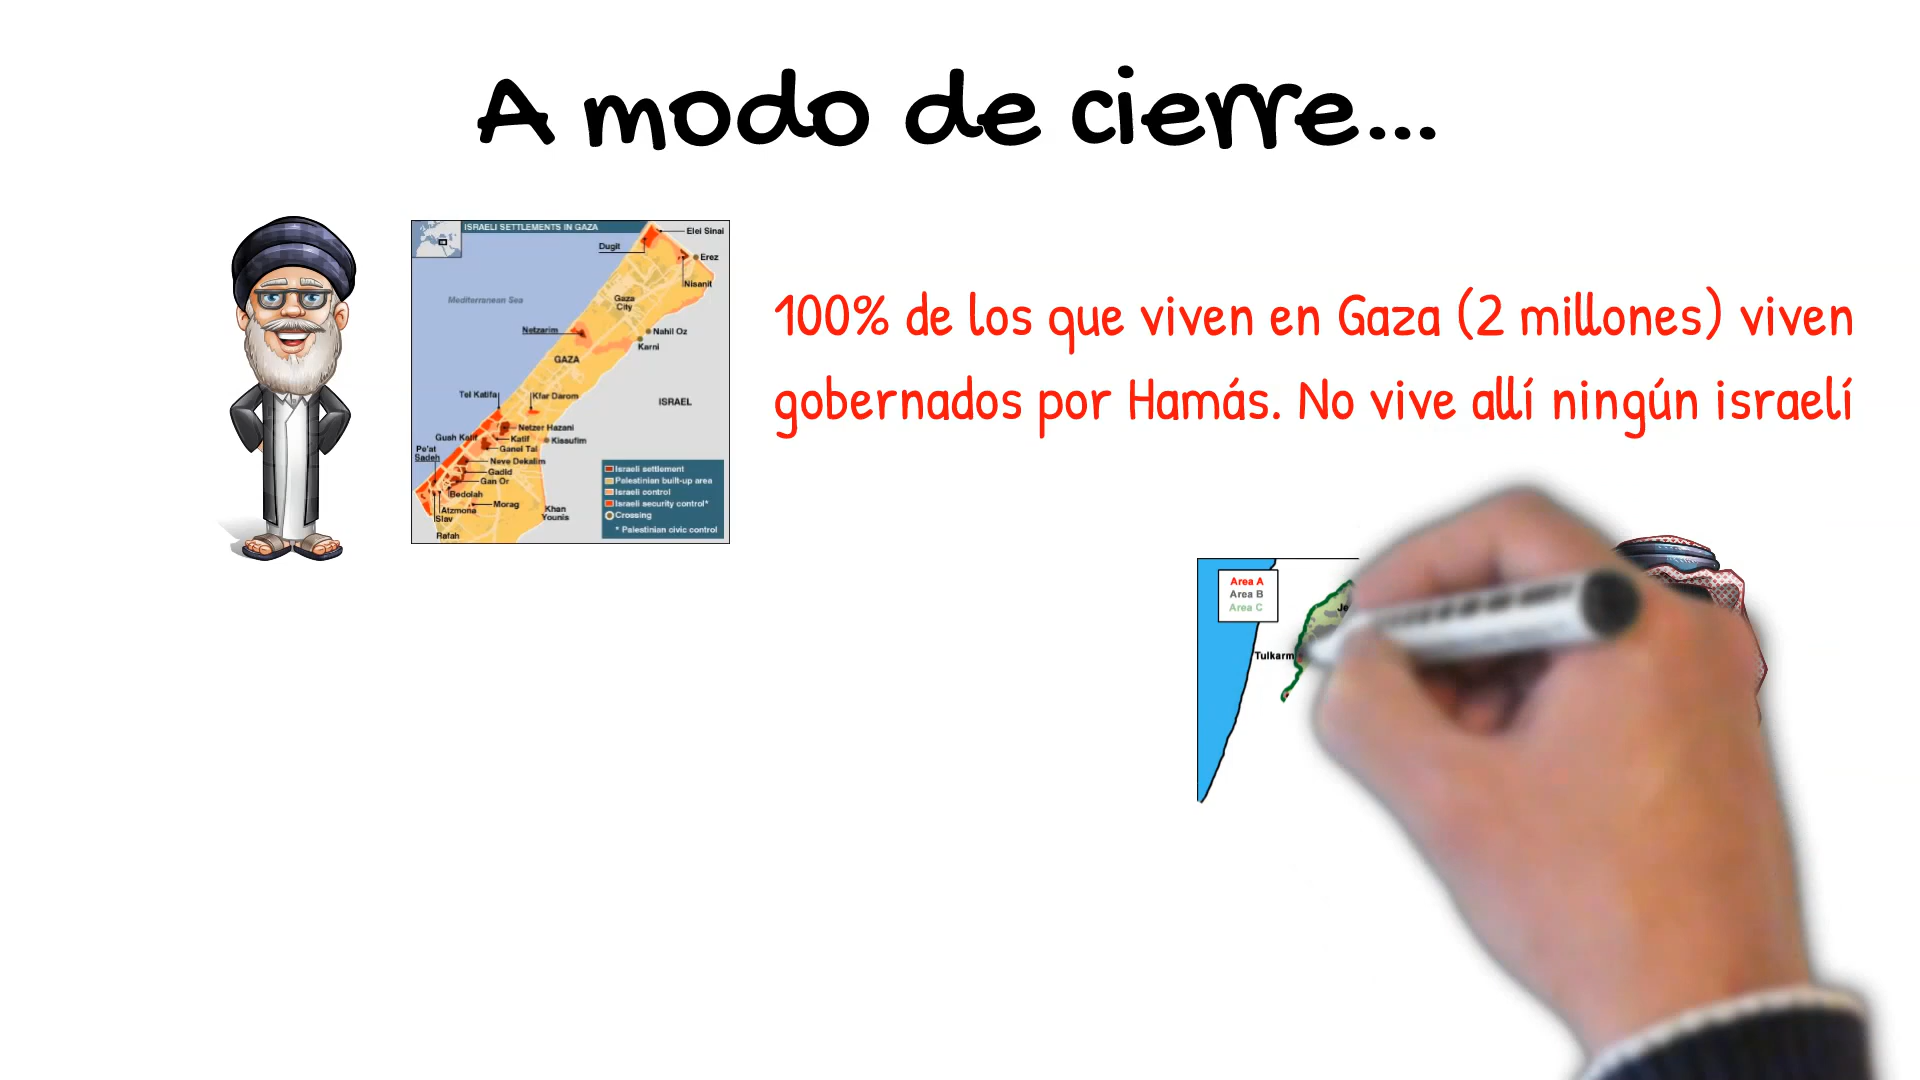 A modo de cierre...
ISRAELI SETTLEMENTS IN GAZA
Elei Sinai
Dugit
Erez
Nisanit
Mediterranean Sea
Gaza
City
Netzarim
Nahil Oz
Karni
GAZA
Tel Katifa
Kfar Darom
ISRAEL
Netzer Hazani
Gush Katif
Katif
Kissufim
Pe'at
Sadeh
Ganei Tal
Neve Dekalim
Gadid
Gan Or
Bedolah
Morag
Atzmona
Slav
Khan
Younis
Rafah
Israeli settlement
Palestinian built-up area
Israeli control
Israeli security control*
Crossing
* Palestinian civic control
100% de los que viven en Gaza (2 millones) viven
gobernados por Hamás. No vive allí ningún israelí
Area A
Area B
Area C
Je
Tulkarm